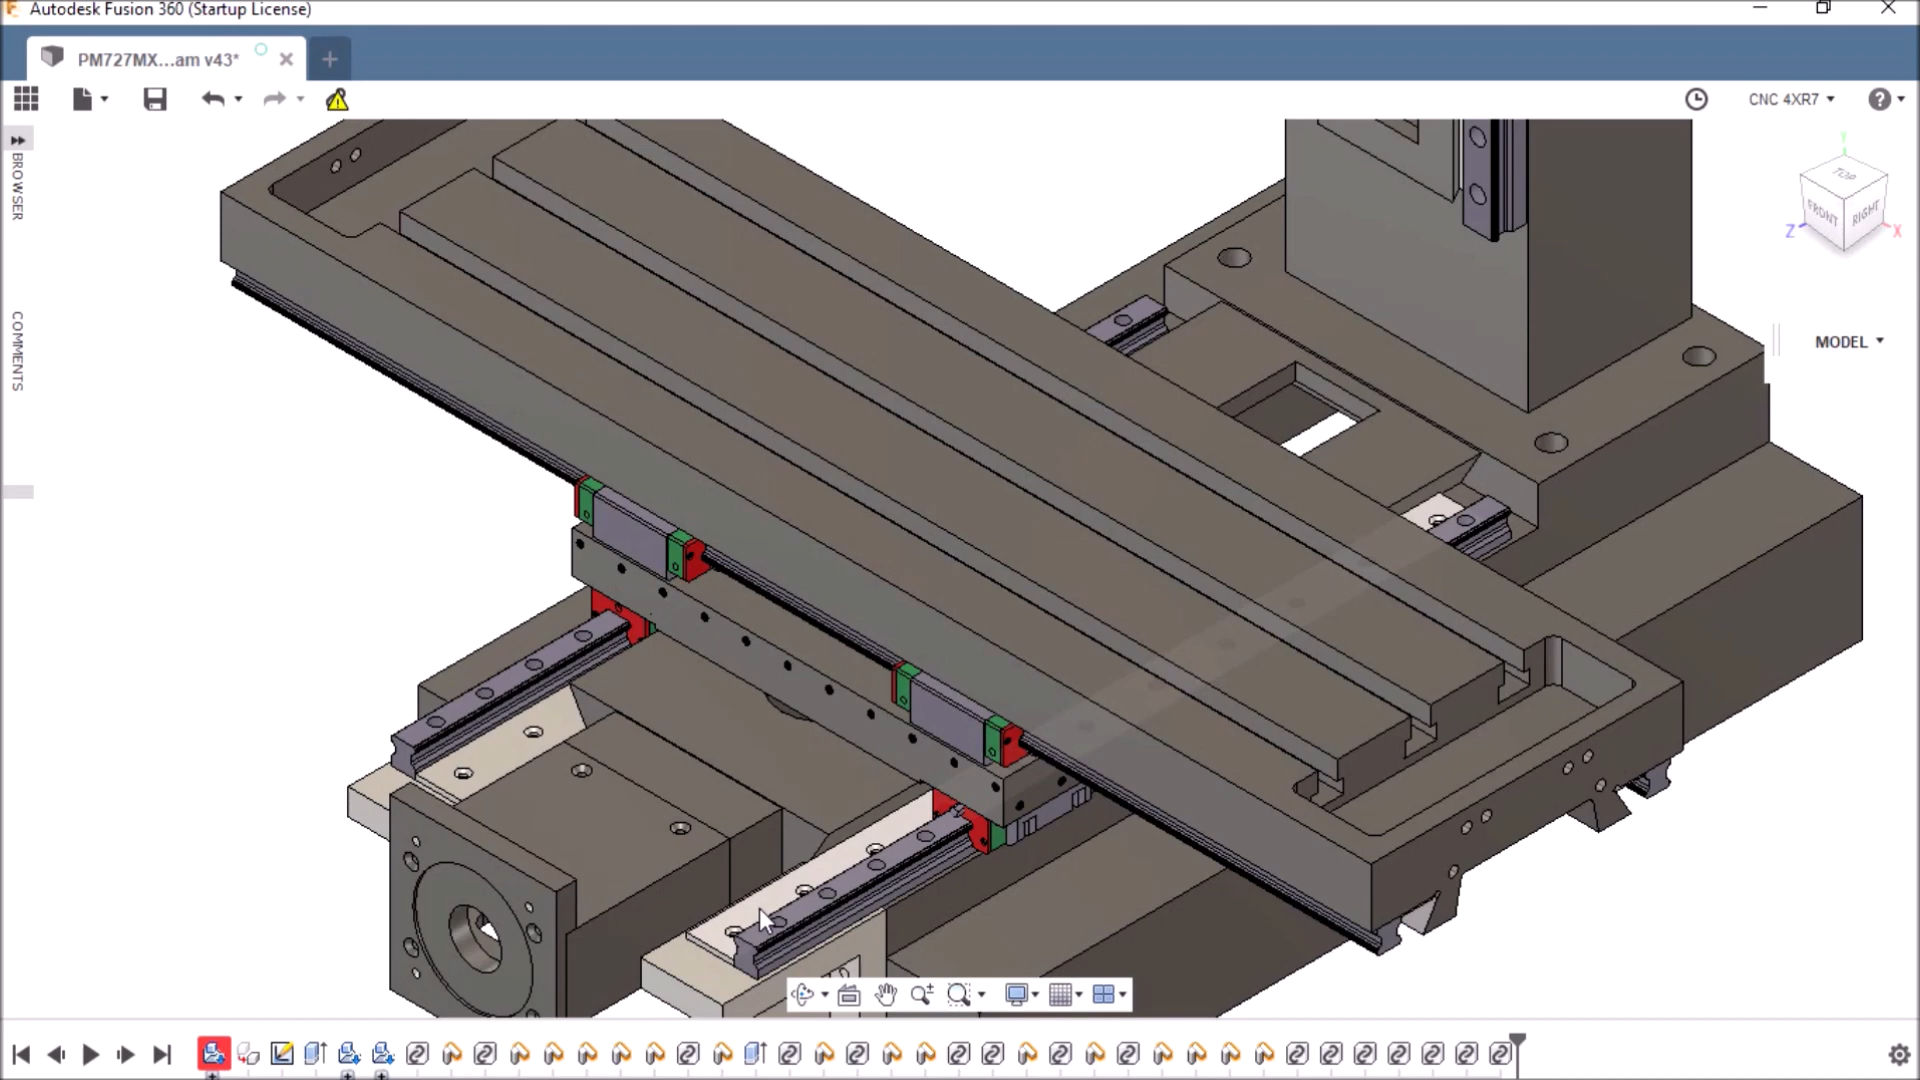 Autodesk Fusion 360 (Startup License)
PM727MX...am v43*
CNC 4XR7
BROWSER
COMMENTS
MODEL
TOP
FRONT
RIGHT
Y
Z
X